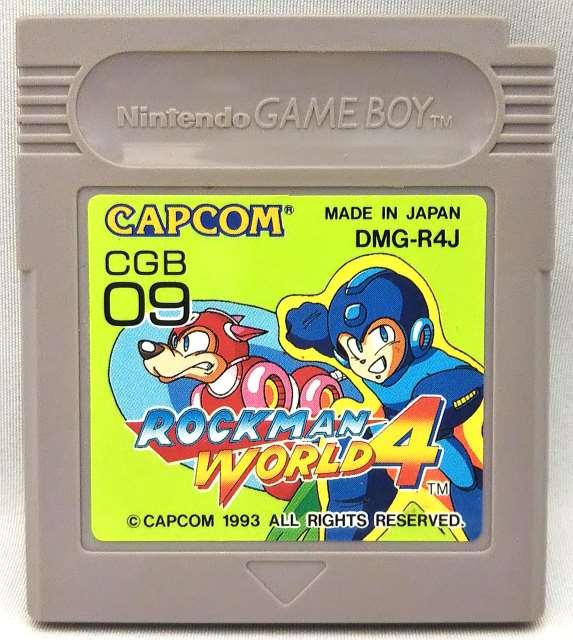 Nintendo GAME BOY TM
CAPCOM®
MADE IN JAPAN
DMG-R4J
CGB
09
ROCKMAN
WORLD 4
TM
©CAPCOM 1993 ALL RIGHTS RESERVED.